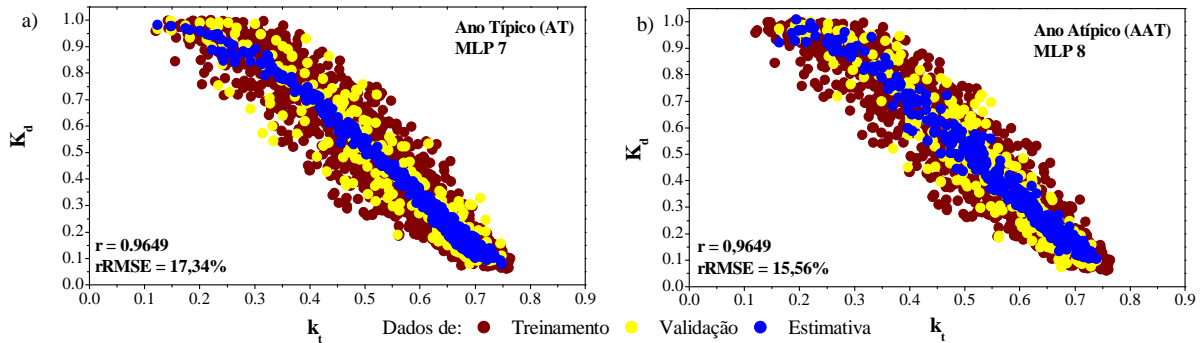 a)
Ano Típico (AT)
MLP 7
1.0
0.9
0.8
0.7
0.6
0.5
0.4
0.3
0.2
0.1
0.0
K_d
r = 0.9649
rRMSE = 17,34%
0.0 0.1 0.2 0.3 0.4 0.5 0.6 0.7 0.8 0.9
k_t
b)
Ano Atípico (AAT)
MLP 8
1.0
0.9
0.8
0.7
0.6
0.5
0.4
0.3
0.2
0.1
0.0
K_d
r = 0,9649
rRMSE = 15,56%
0.0 0.1 0.2 0.3 0.4 0.5 0.6 0.7 0.8 0.9
k_t
Dados de: Treinamento Validação Estimativa